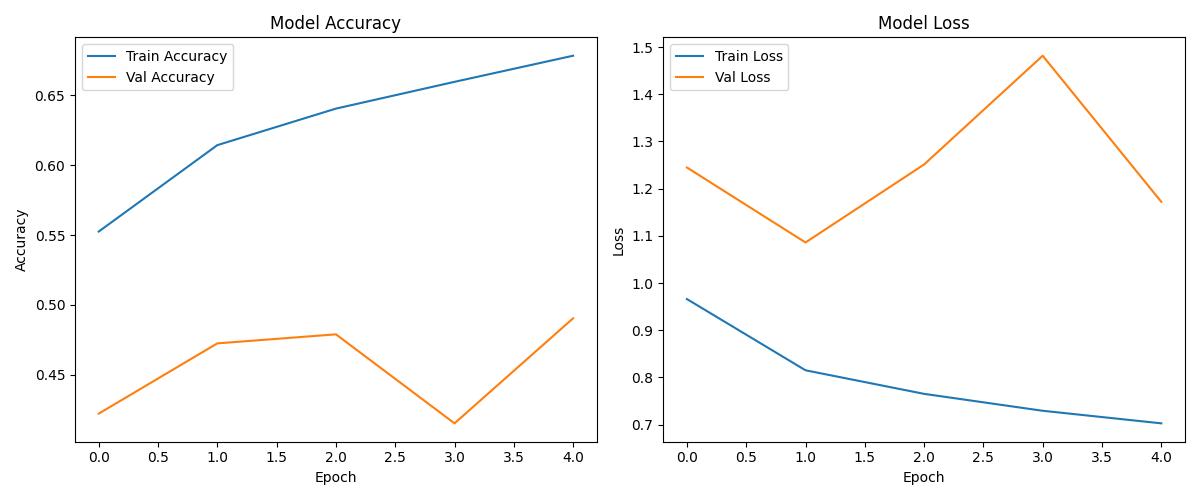 Model Accuracy
Train Accuracy
Val Accuracy
Accuracy
0.65
0.60
0.55
0.50
0.45
0.0 0.5 1.0 1.5 2.0 2.5 3.0 3.5 4.0
Epoch
Model Loss
Train Loss
Val Loss
Loss
1.5
1.4
1.3
1.2
1.1
1.0
0.9
0.8
0.7
0.0 0.5 1.0 1.5 2.0 2.5 3.0 3.5 4.0
Epoch